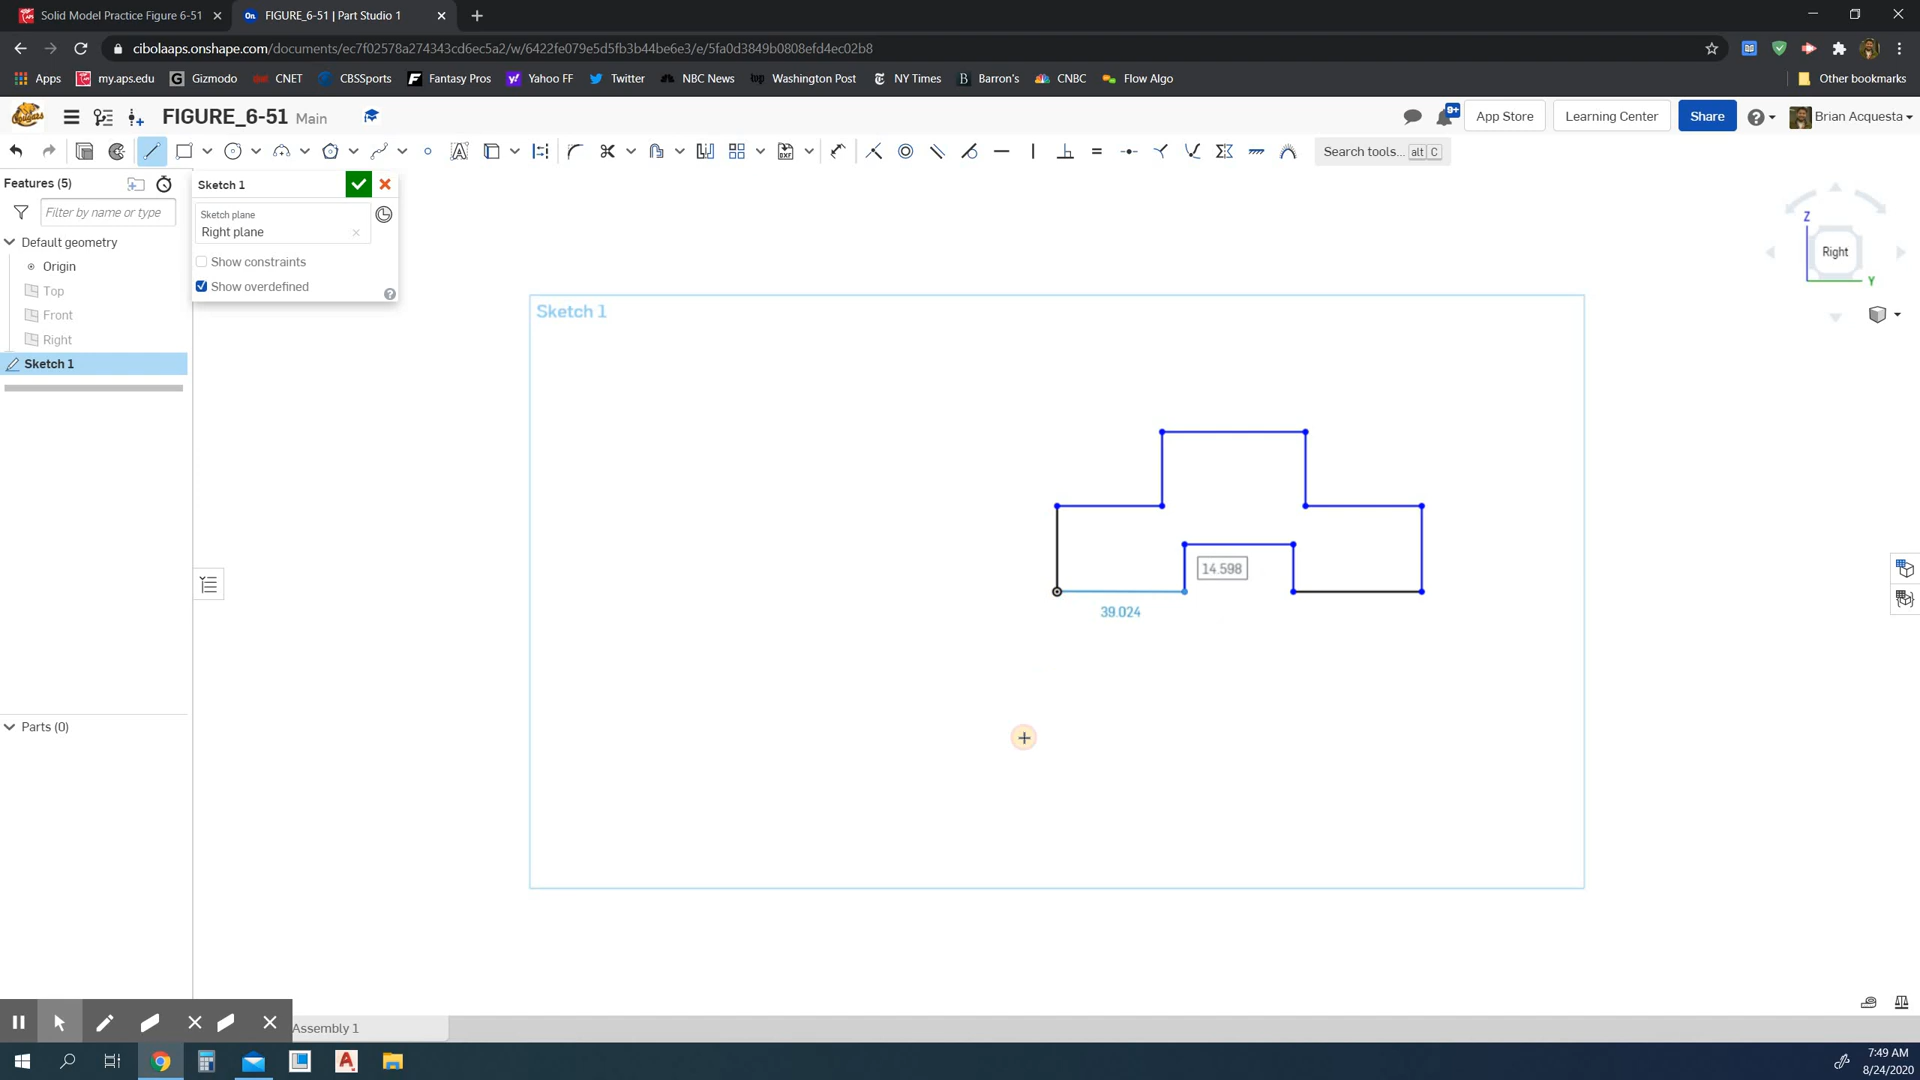 Solid Model Practice Figure 6-51
FIGURE_6-51 | Part Studio 1
cibolaaps.onshape.com/documents/ec7f02578a274343cd6ec5a2/w/6422fe079e5d5fb3b44be6e3/e/5fa0d3849b0808efd4ec02b8
Apps my.aps.edu Gizmodo CNET CBSSports Fantasy Pros Yahoo FF Twitter NBC News Washington Post NY Times Barron's CNBC Flow Algo Other bookmarks
FIGURE_6-51 Main 9+ App Store Learning Center Share Brian Acquesta
Search tools... alt C
Features (5)
Filter by name or type
Default geometry
Origin
Top
Front
Right
Sketch 1
Parts (0)
Sketch 1
Sketch plane
Right plane
Show constraints
Show overdefined
Sketch 1
14.598
39.024
Z
Right
Y
Assembly 1
7:49 AM
8/24/2020